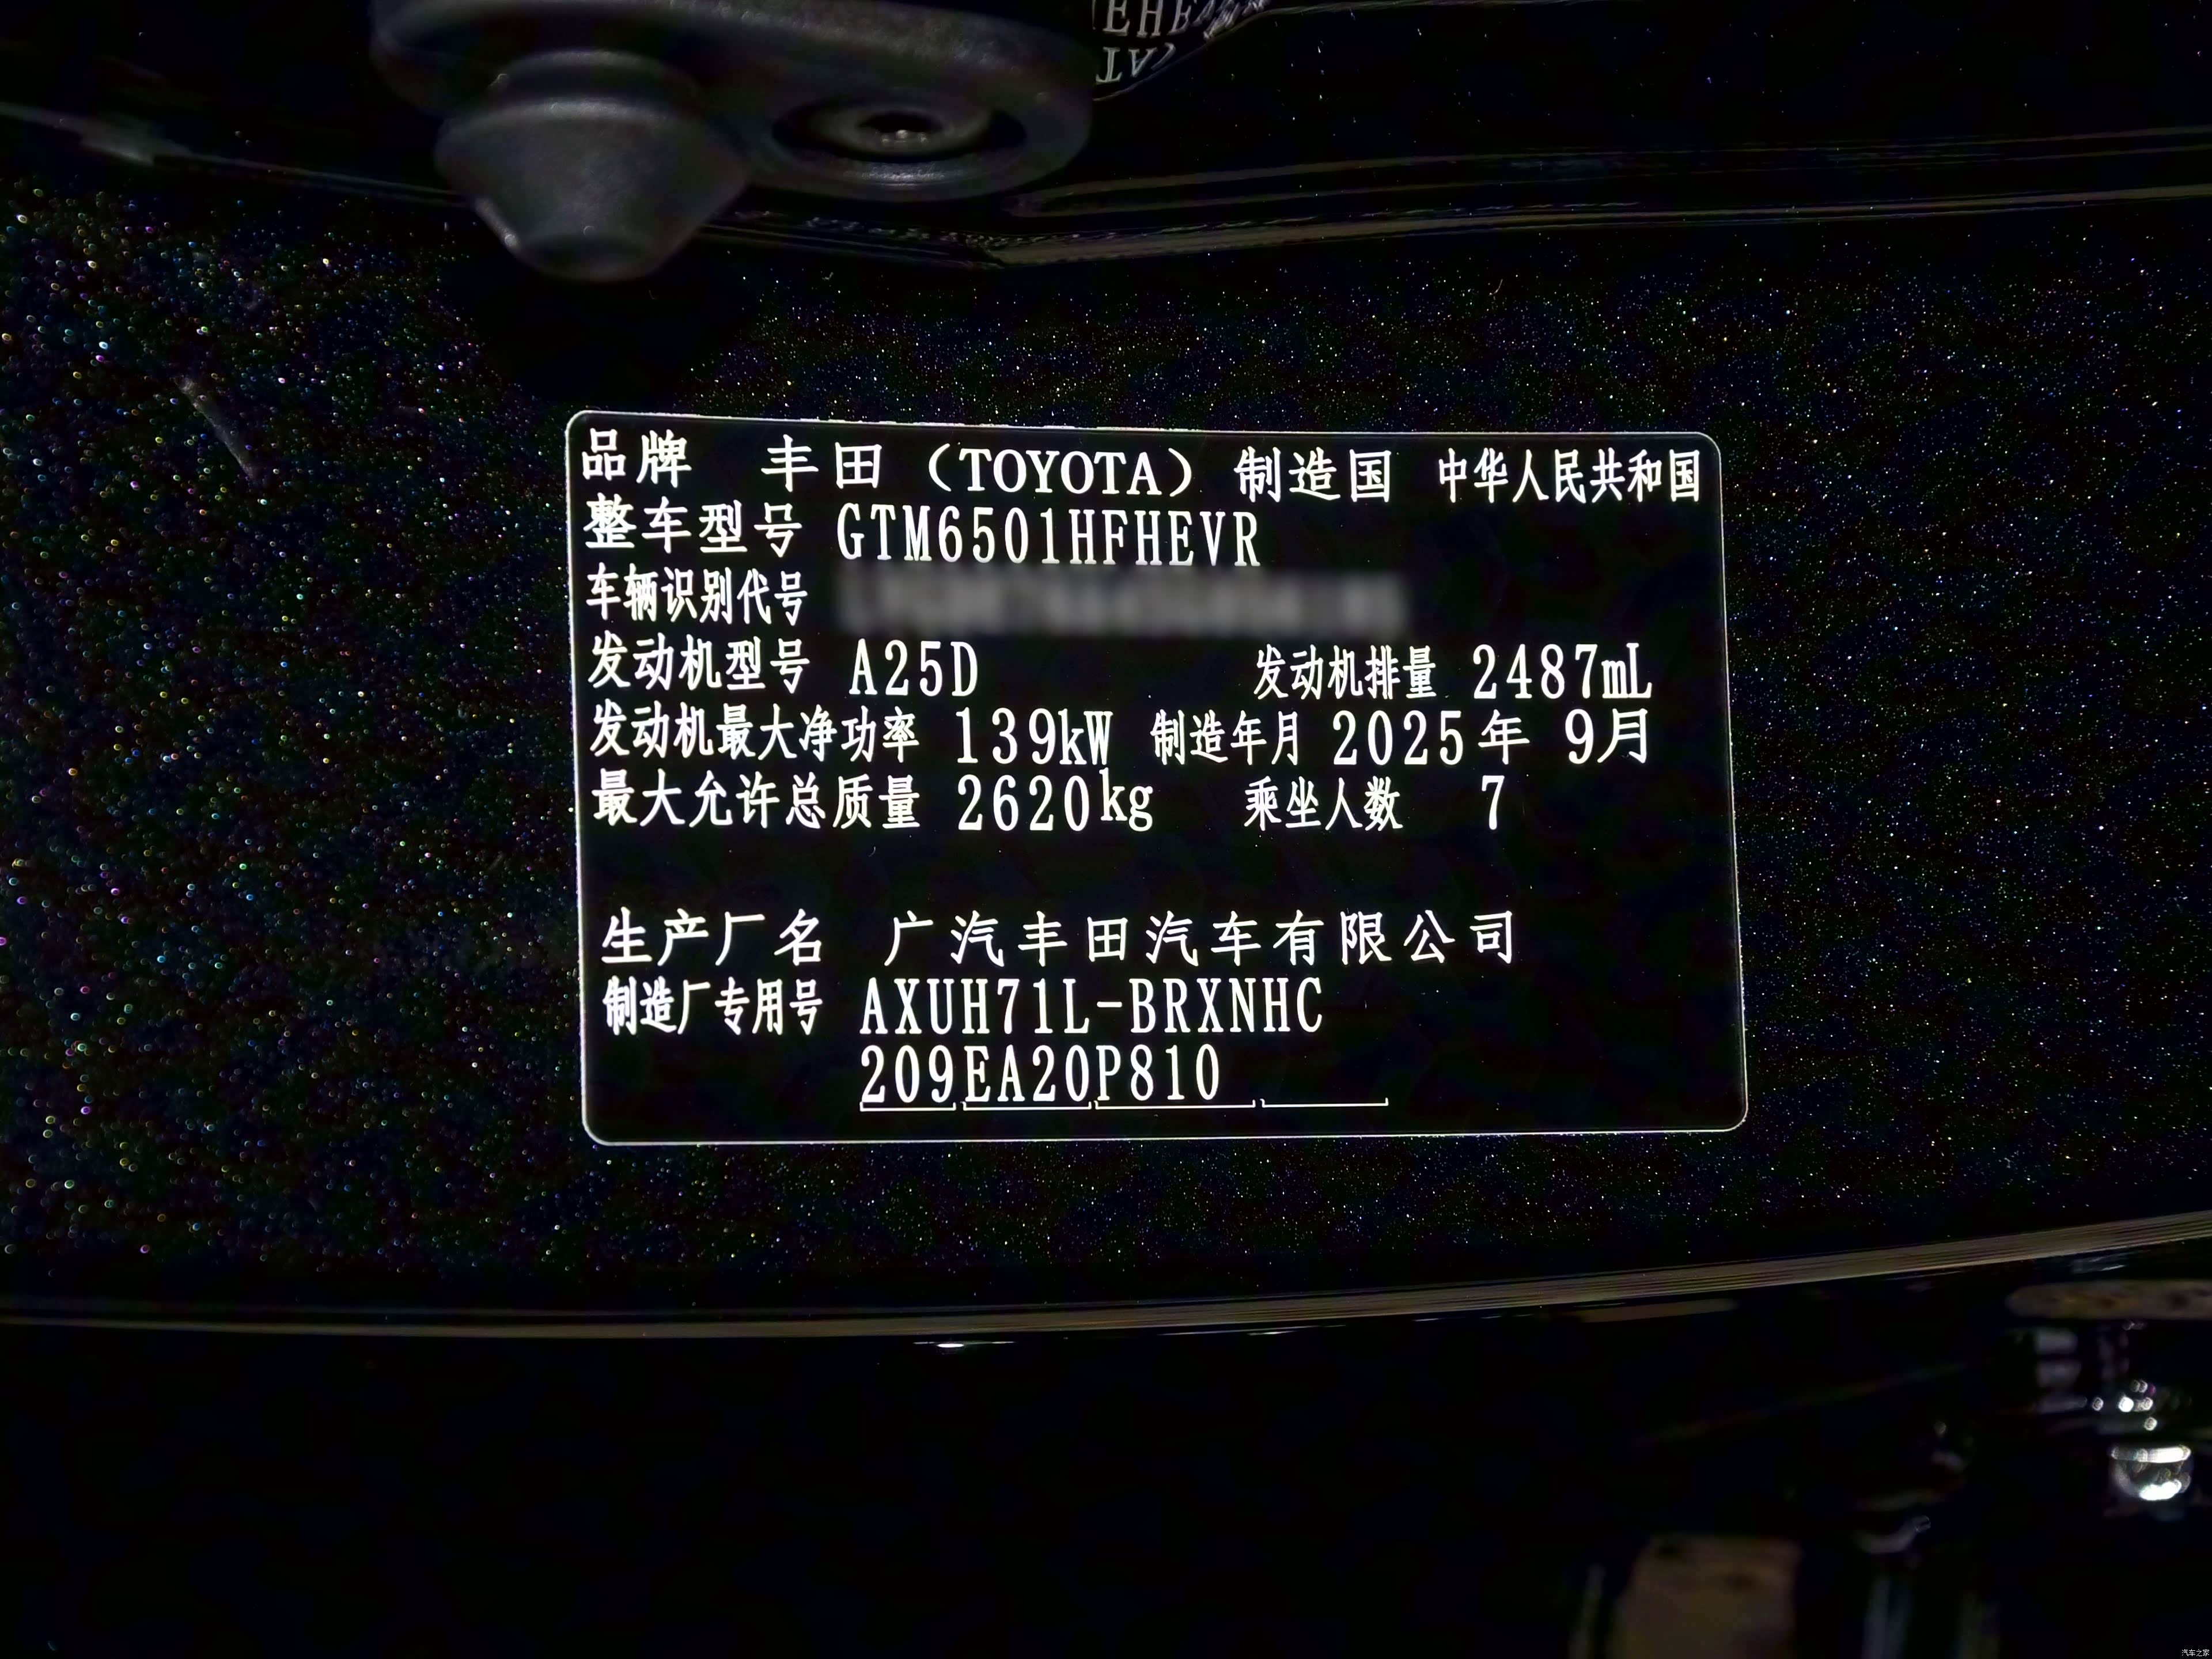 品牌 丰田（TOYOTA）制造国 中华人民共和国
整车型号 GTM6501HFHEVR
车辆识别代号
发动机型号 A25D 发动机排量 2487mL
发动机最大净功率 139kW 制造年月 2025年 9月
最大允许总质量 2620kg 乘坐人数 7
生产厂名 广汽丰田汽车有限公司
制造厂专用号 AXUH71L-BRXNHC
209EA20P810
汽车之家